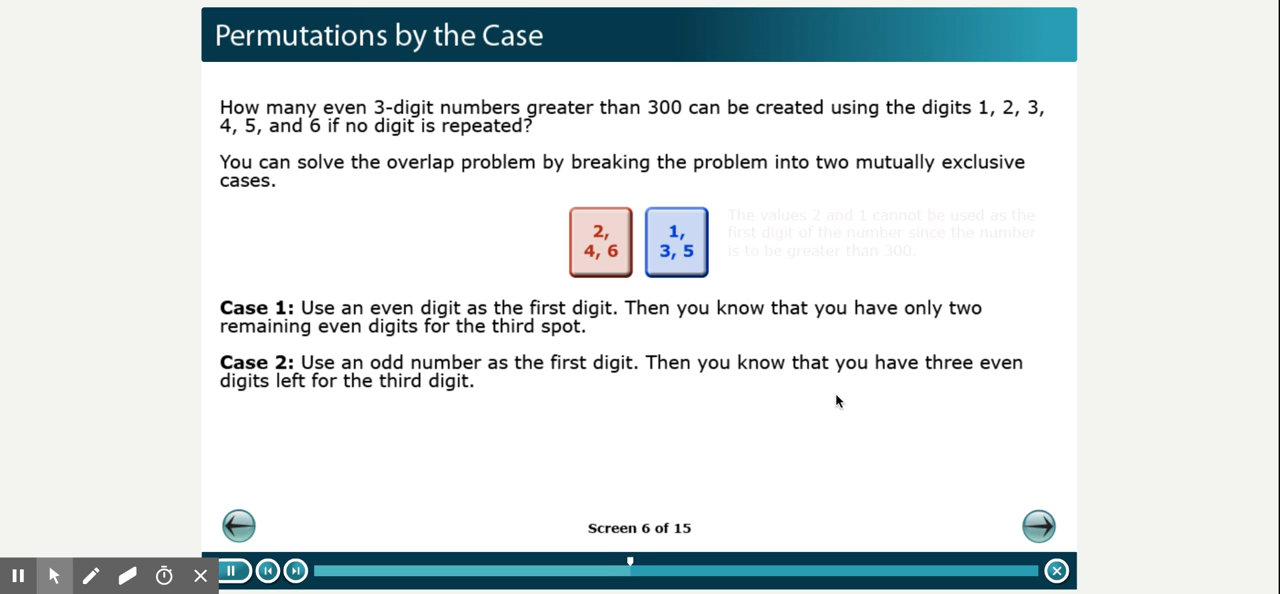 Permutations by the Case
How many even 3-digit numbers greater than 300 can be created using the digits 1, 2, 3,
4, 5, and 6 if no digit is repeated?
You can solve the overlap problem by breaking the problem into two mutually exclusive
cases.
2,
4, 6
1,
3, 5
The values 2 and 1 cannot be used as the
first digit of the number since the number
is to be greater than 300.
Case 1: Use an even digit as the first digit. Then you know that you have only two
remaining even digits for the third spot.
Case 2: Use an odd number as the first digit. Then you know that you have three even
digits left for the third digit.
Screen 6 of 15